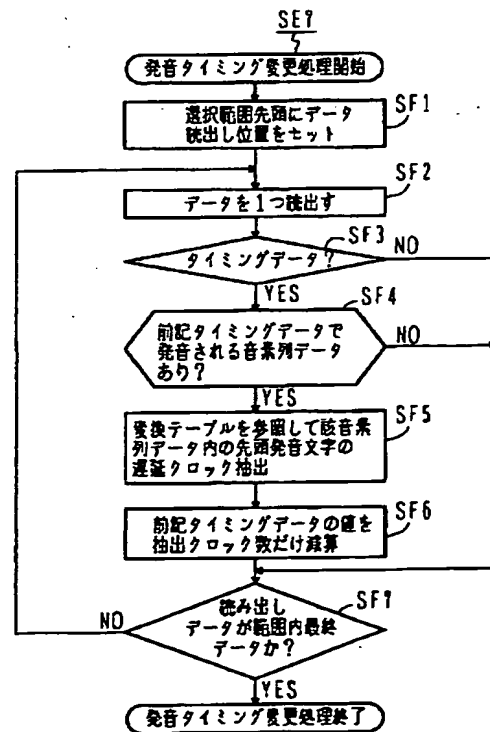 SE9
発音タイミング変更処理開始
SF1
選択範囲先頭にデータ
読出し位置をセット
SF2
データを1つ読出す
SF3
タイミングデータ?
NO
YES
SF4
前記タイミングデータで
発音される音素列データ
あり?
NO
YES
SF5
変換テーブルを参照して該音素
列データ内の先頭発音文字の
遅延クロック抽出
SF6
前記タイミングデータの値を
抽出クロック数だけ減算
SF9
読み出し
データが範囲内最終
データか?
NO
YES
発音タイミング変更処理終了